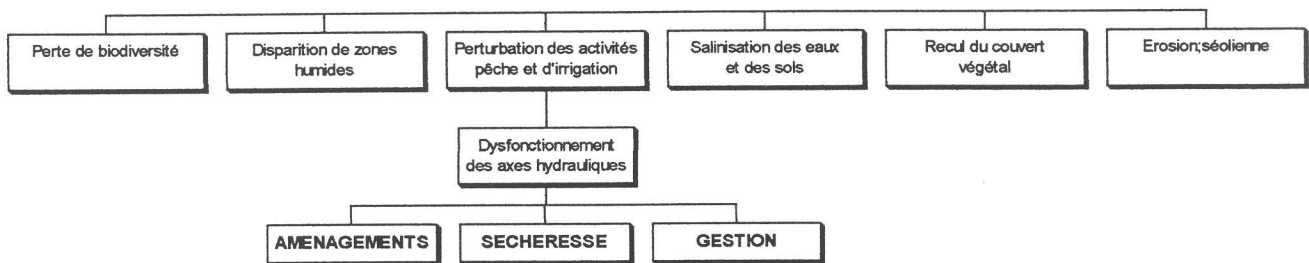 Perte de biodiversité
Disparition de zones
humides
Perturbation des activités
pêche et d'irrigation
Salinisation des eaux
et des sols
Recul du couvert
végétal
Erosion;séolienne
Dysfonctionnement
des axes hydrauliques
AMENAGEMENTS
SECHERESSE
GESTION